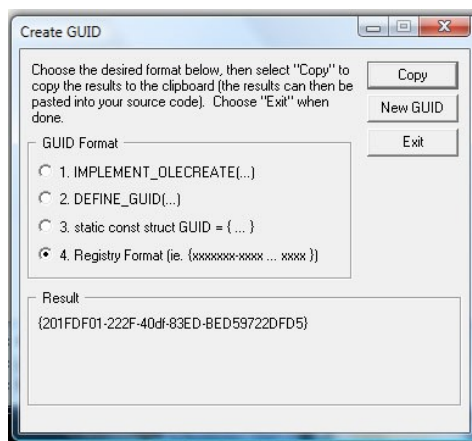 Create GUID
Choose the desired format below, then select "Copy" to
copy the results to the clipboard (the results can then be
pasted into your source code). Choose "Exit" when
done.
Copy
New GUID
Exit
GUID Format
1. IMPLEMENT_OLECREATE(...)
2. DEFINE_GUID(...)
3. static const struct GUID = { ... }
4. Registry Format (ie. {xxxxxxx-xxxx ... xxxx })
Result
{201FDF01-222F-40df-83ED-BED59722DFD5}